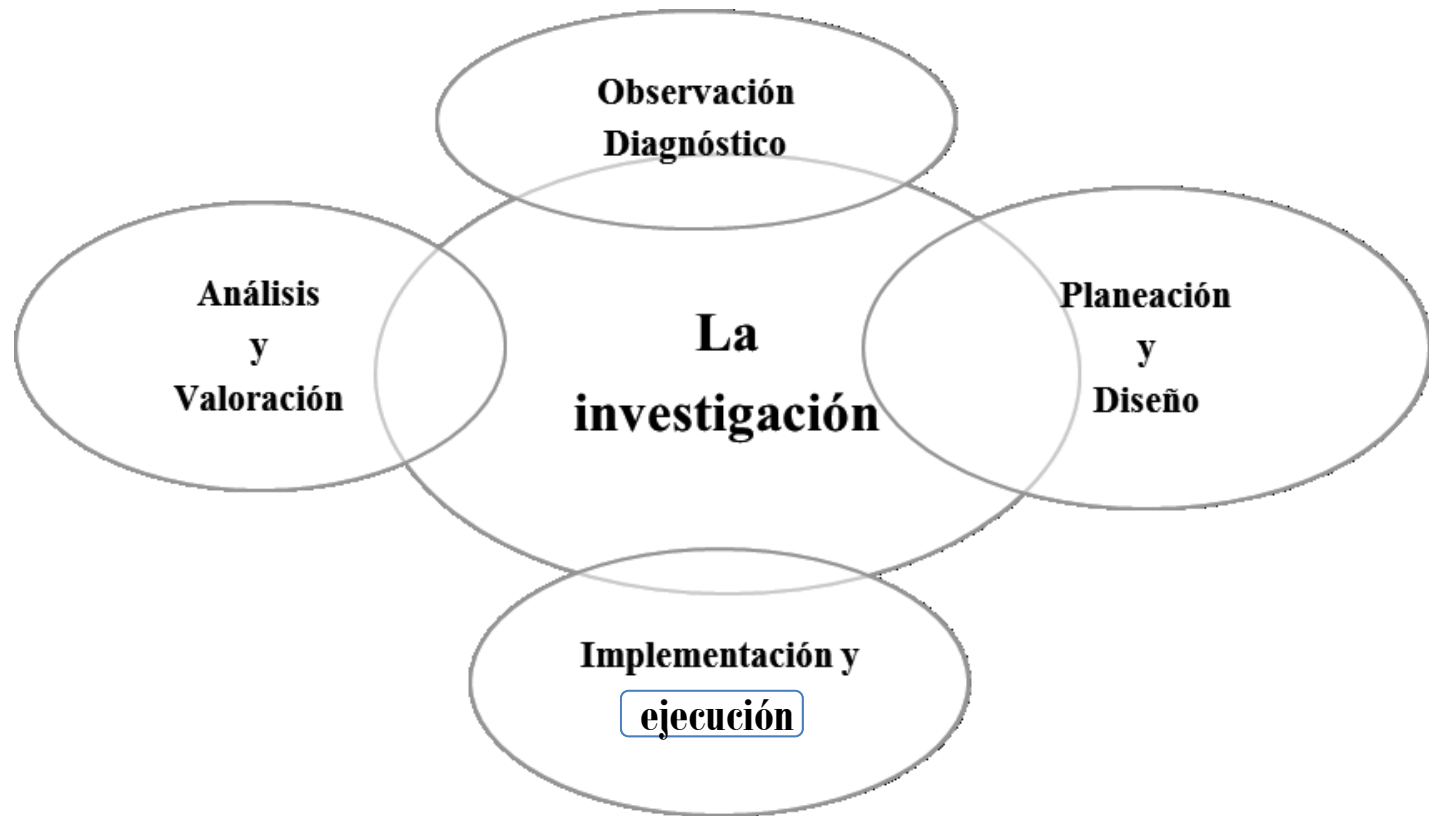 Observación
Diagnóstico
Análisis
y
Valoración
La
investigación
Planeación
y
Diseño
Implementación y
ejecución